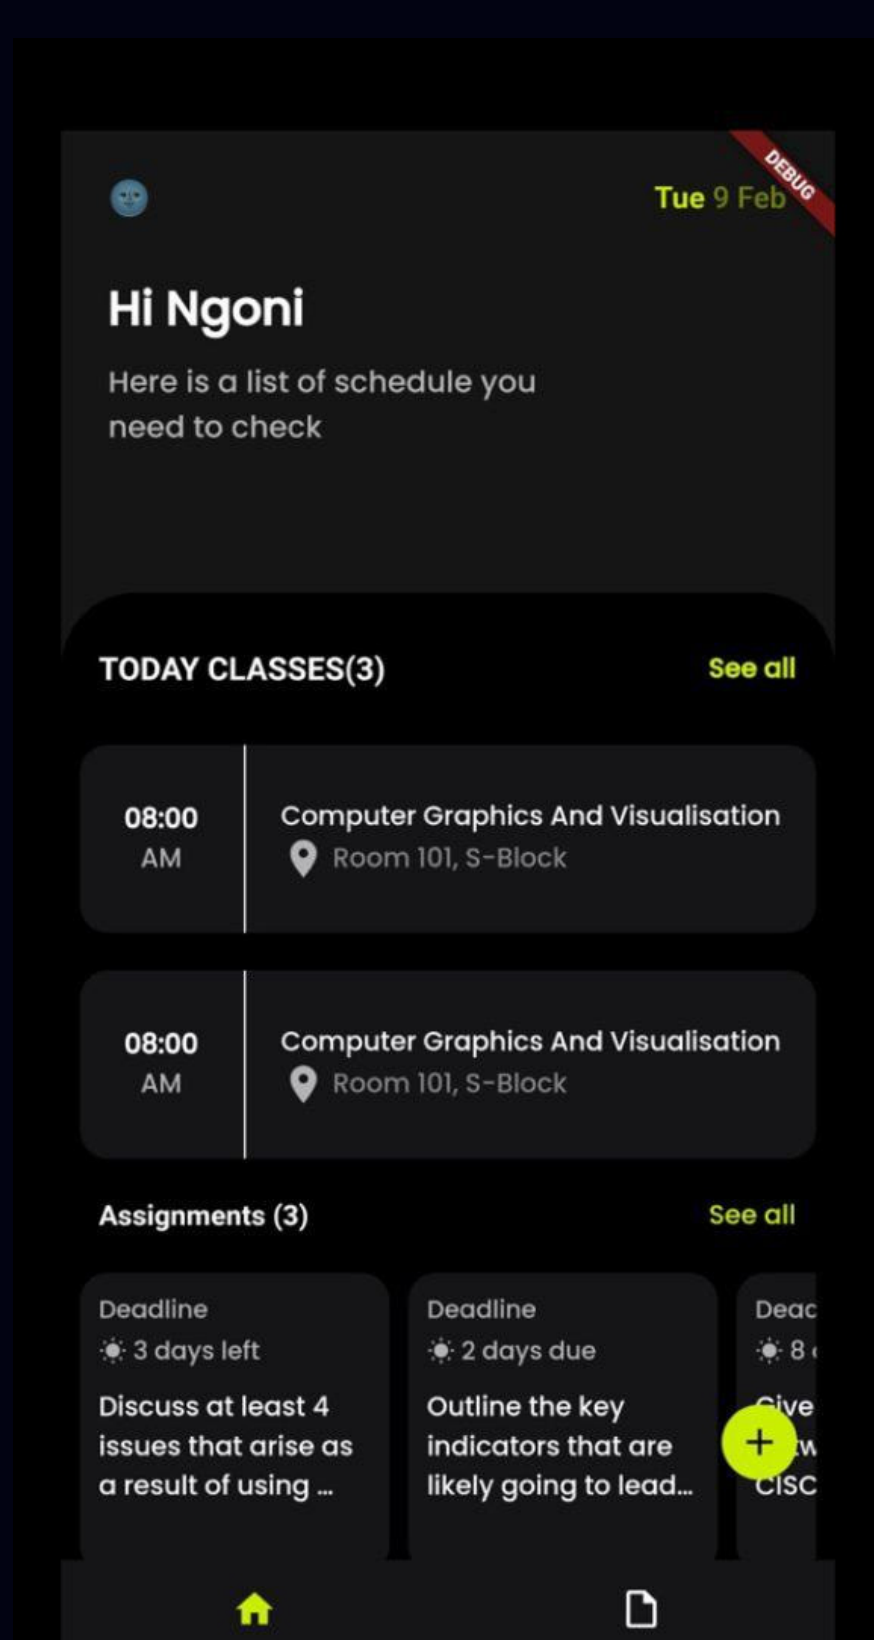 DEBUG
Tue 9 Feb
Hi Ngoni
Here is a list of schedule you
need to check
TODAY CLASSES(3)
See all
08:00
AM
Computer Graphics And Visualisation
Room 101, S-Block
08:00
AM
Computer Graphics And Visualisation
Room 101, S-Block
Assignments (3)
See all
Deadline
3 days left
Discuss at least 4
issues that arise as
a result of using ...
Deadline
2 days due
Outline the key
indicators that are
likely going to lead...
8
Give
+
CISC